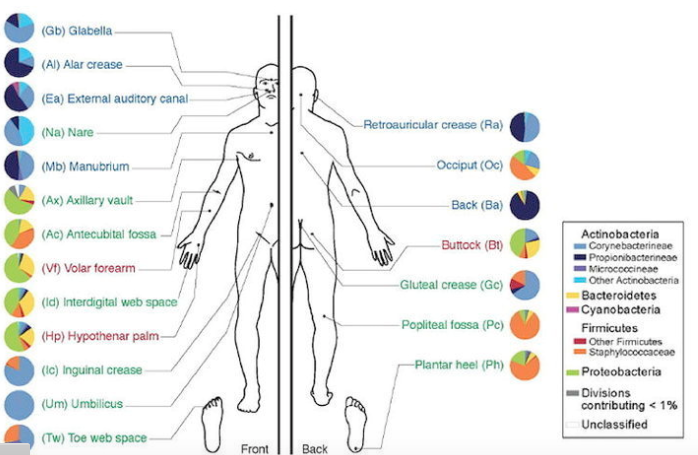 (Gb) Glabella
(Al) Alar crease
(Ea) External auditory canal
(Na) Nare
(Mb) Manubrium
(Ax) Axillary vault
(Ac) Antecubital fossa
(Vf) Volar forearm
(Id) Interdigital web space
(Hp) Hypothenar palm
(Ic) Inguinal crease
(Um) Umbilicus
(Tw) Toe web space
Front
Back
Retroauricular crease (Ra)
Occiput (Oc)
Back (Ba)
Buttock (Bt)
Gluteal crease (Gc)
Popliteal fossa (Pc)
Plantar heel (Ph)
Actinobacteria
Corynebacterineae
Propionibacterineae
Micrococcineae
Other Actinobacteria
Bacteroidetes
Cyanobacteria
Firmicutes
Other Firmicutes
Staphylococcaceae
Proteobacteria
Divisions
contributing < 1%
Unclassified